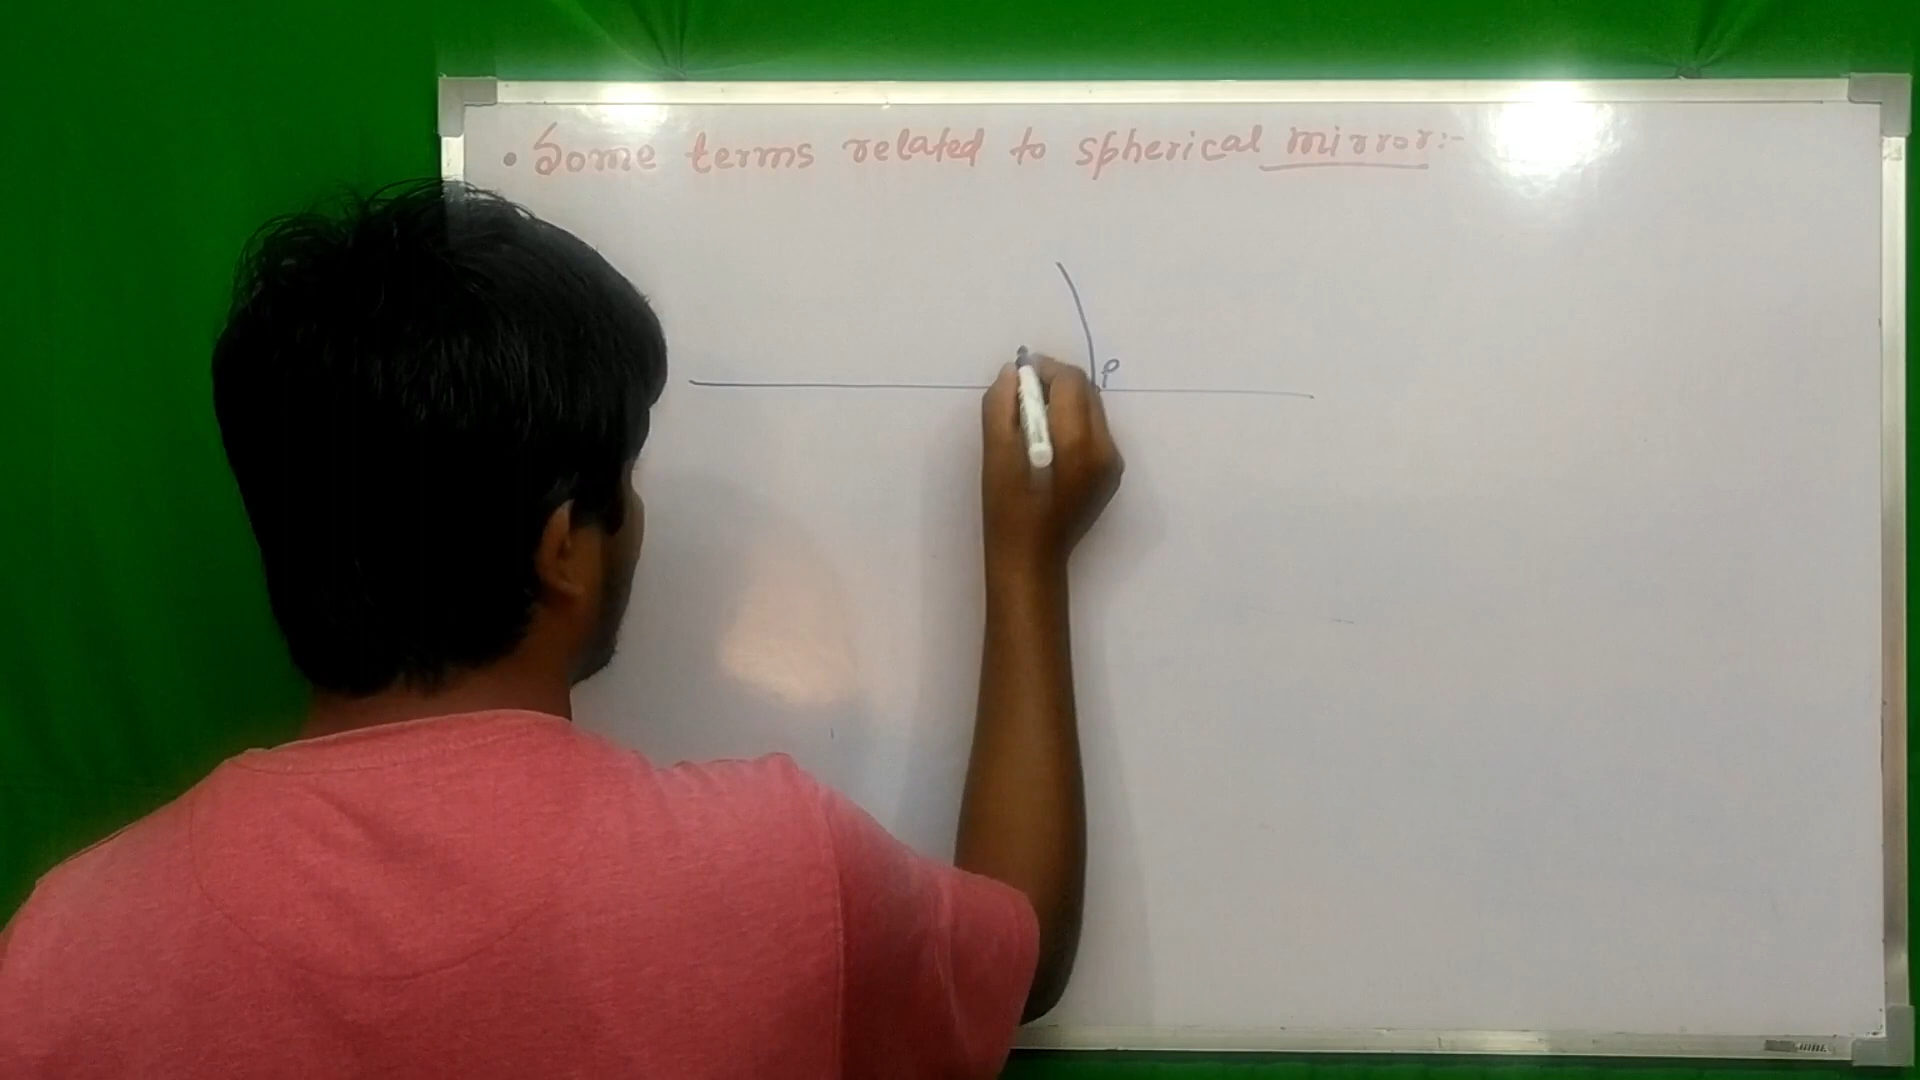 • Some terms related to spherical mirror:-
P